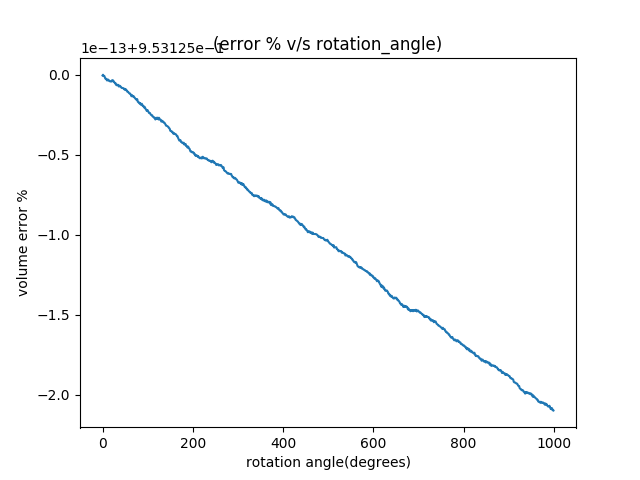 (error % v/s rotation_angle)
1e−13+9.53125e−1
0.0
−0.5
−1.0
−1.5
−2.0
volume error %
0 200 400 600 800 1000
rotation angle(degrees)